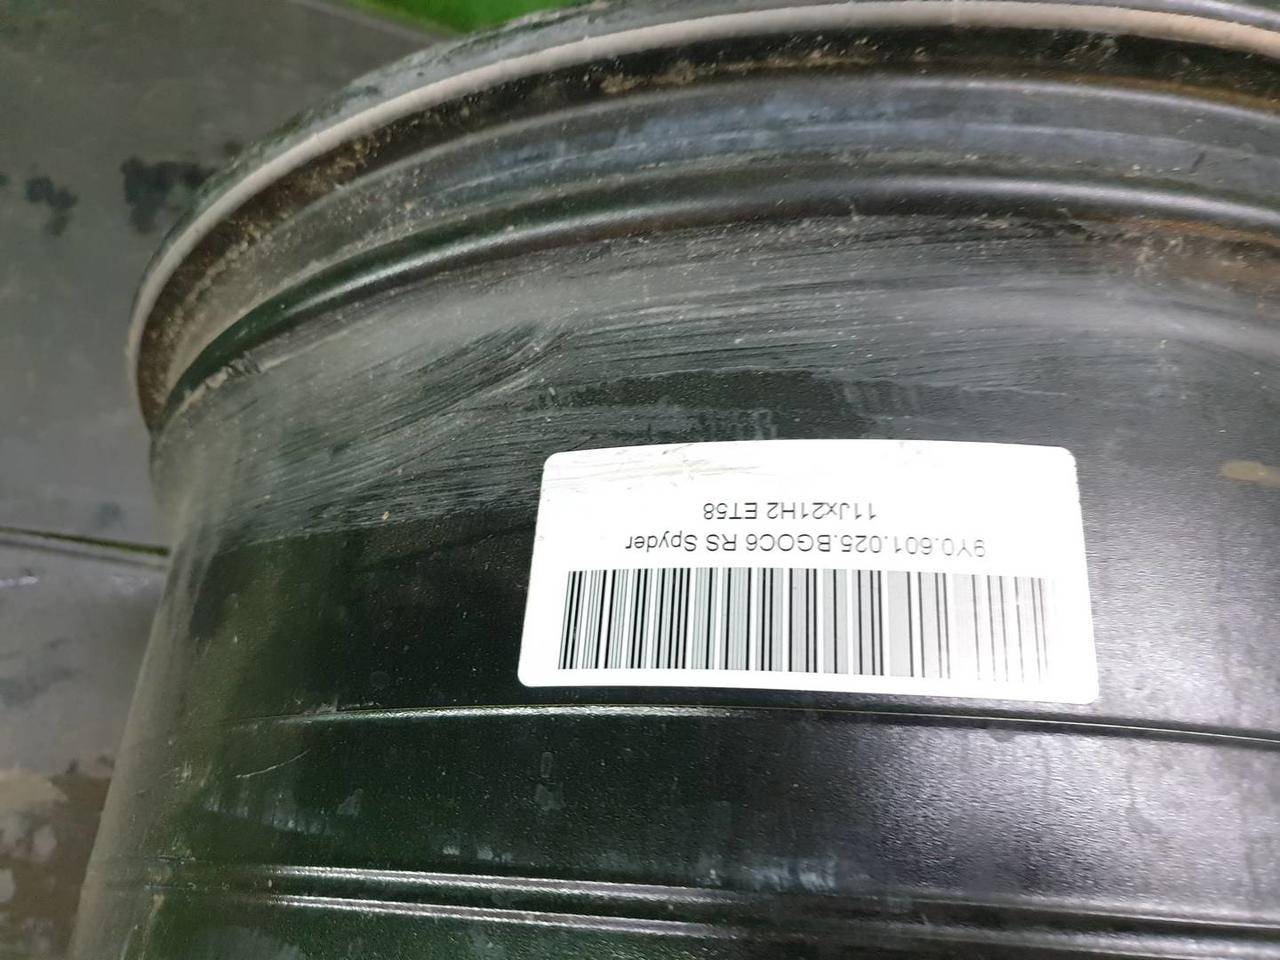 9Y0.601.025.BGOC6 RS Spyder
11Jx21H2 ET58